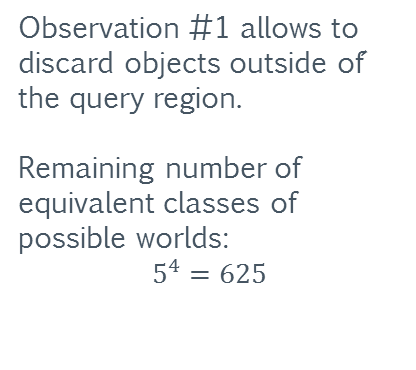 Observation #1 allows to
discard objects outside of
the query region.
Remaining number of
equivalent classes of
possible worlds:
5⁴ = 625